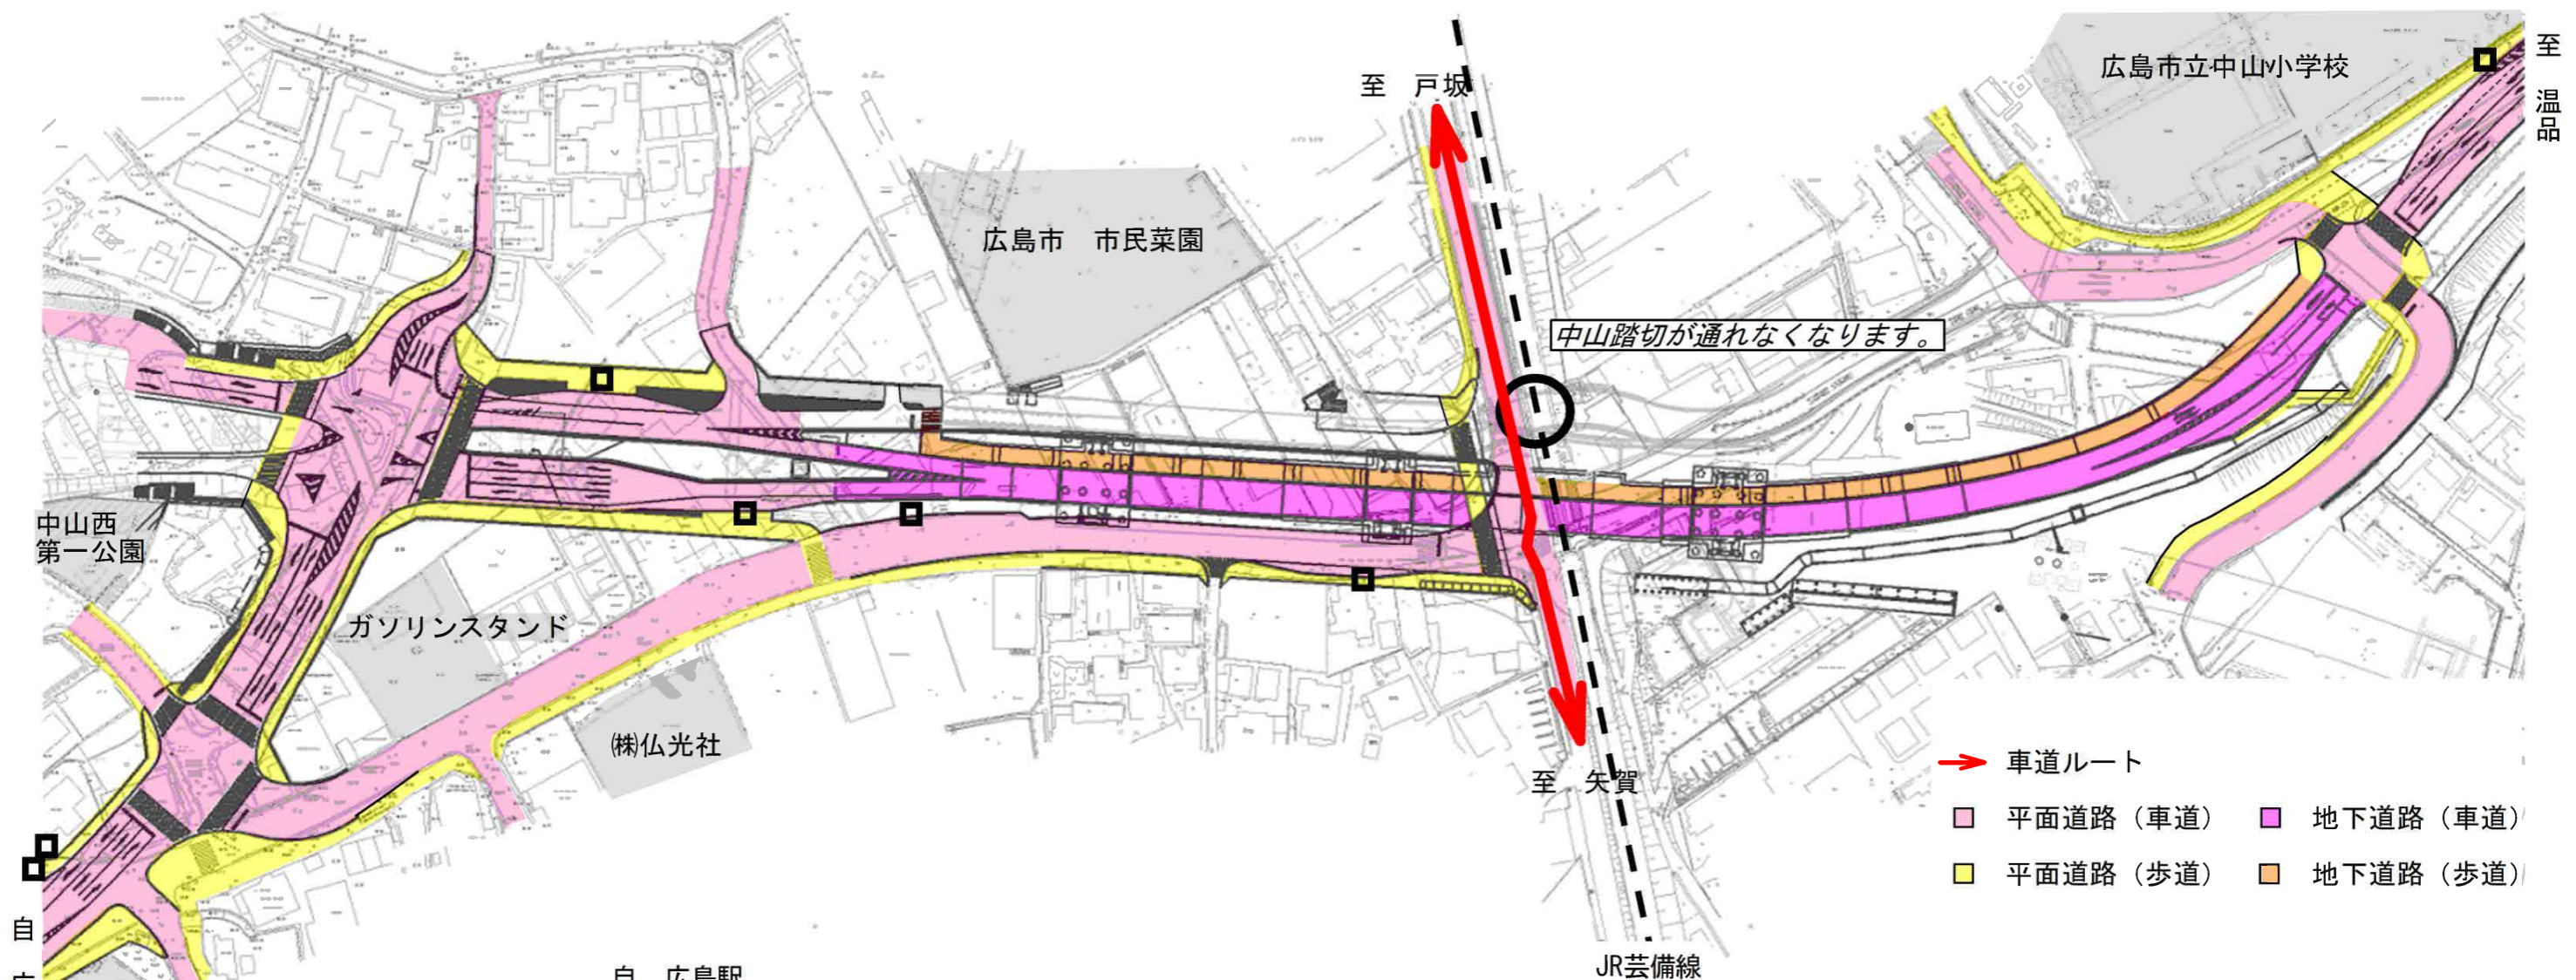 至　戸坂
広島市立中山小学校
至　温品
広島市　市民菜園
中山踏切が通れなくなります。
中山西
第一公園
ガソリンスタンド
㈱仏光社
至　矢賀
車道ルート
平面道路（車道）
地下道路（車道）
平面道路（歩道）
地下道路（歩道）
自
自　広島駅
JR芸備線